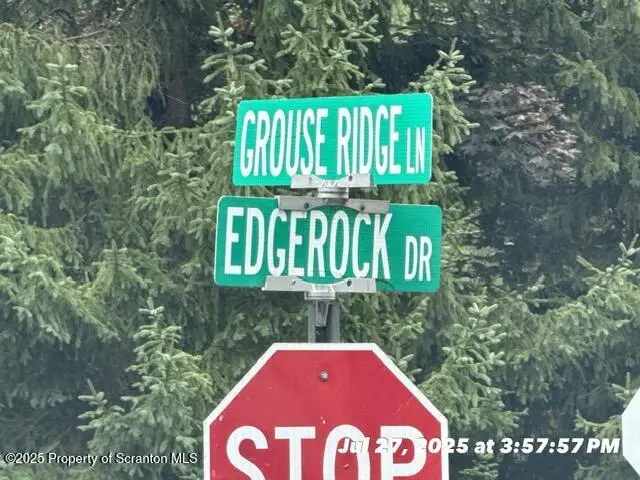 GROUSE RIDGE LN
EDGEROCK DR
STOP
Jul 27, 2025 at 3:57:57 PM
©2025 Property of Scranton MLS